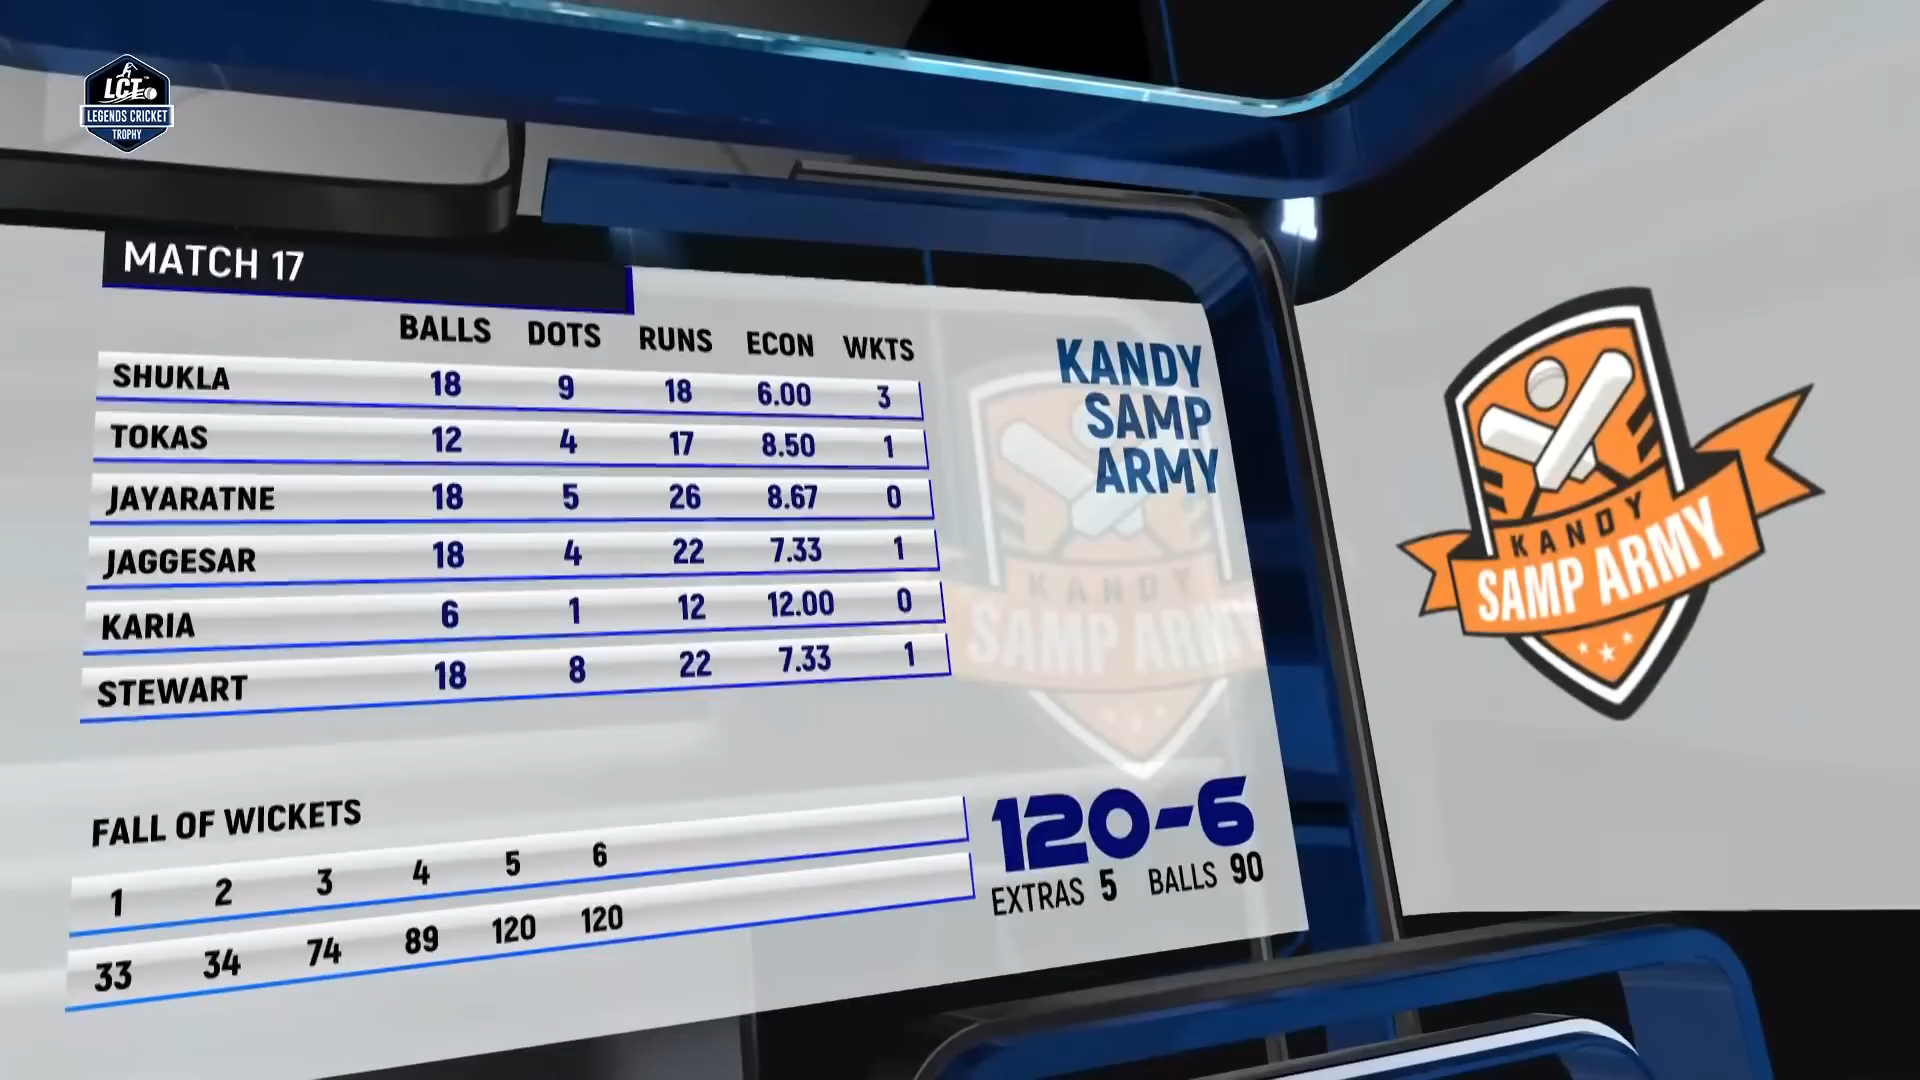 LCT
LEGENDS CRICKET
TROPHY
MATCH 17
BALLS DOTS RUNS ECON WKTS
SHUKLA 18 9 18 6.00 3
TOKAS 12 4 17 8.50 1
JAYARATNE 18 5 26 8.67 0
JAGGESAR 18 4 22 7.33 1
KARIA 6 1 12 12.00 0
STEWART 18 8 22 7.33 1
FALL OF WICKETS
1 2 3 4 5 6
33 34 74 89 120 120
KANDY
SAMP
ARMY
KANDY
SAMP ARMY
120-6
EXTRAS 5 BALLS 90
KANDY
SAMP ARMY